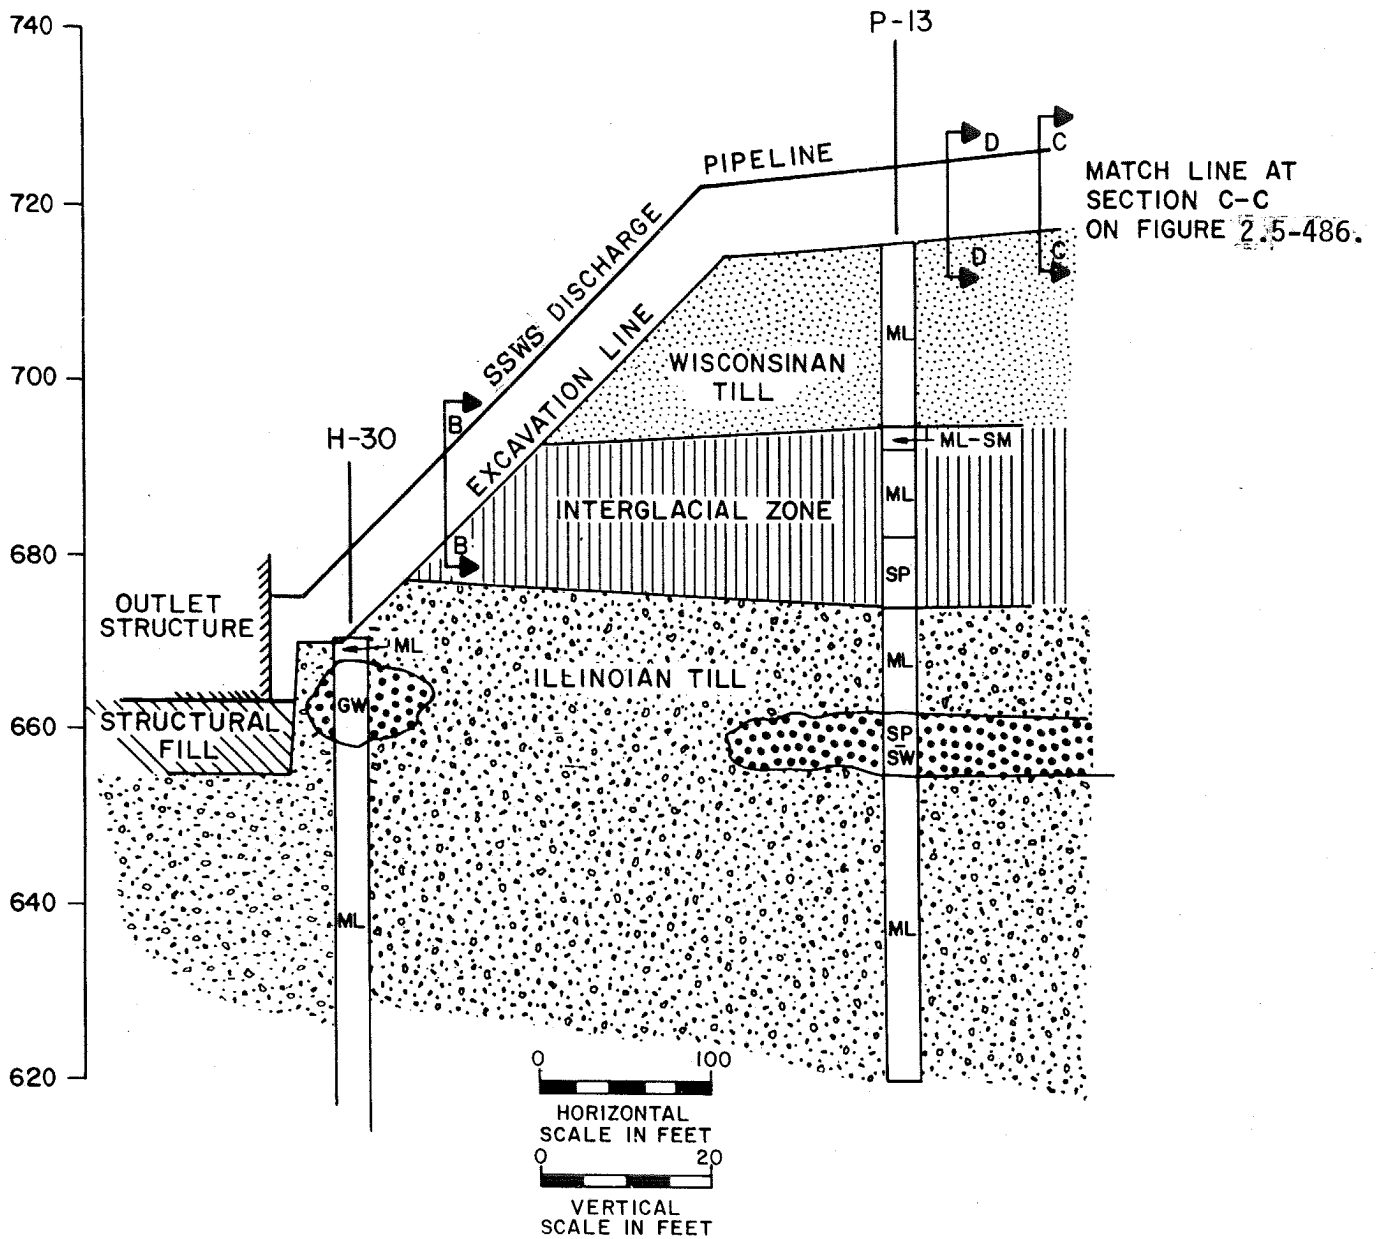 740
P-13
D
C
PIPELINE
MATCH LINE AT
SECTION C-C
ON FIGURE 2.5-486.
720
D
C
SSWS DISCHARGE
EXCAVATION LINE
ML
WISCONSINAN
TILL
700
B
H-30
ML-SM
ML
INTERGLACIAL ZONE
680
B
SP
OUTLET
STRUCTURE
ML
ML
ILLINOIAN TILL
GW
STRUCTURAL
FILL
660
SP
SW
640
ML
ML
620
0 100
HORIZONTAL
SCALE IN FEET
0 20
VERTICAL
SCALE IN FEET